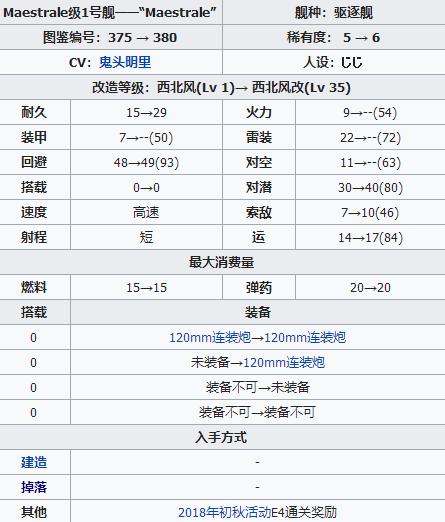 Maestrale级1号舰——“Maestrale” 舰种：驱逐舰
图鉴编号：375 → 380 稀有度： 5 → 6
CV：鬼头明里 人设：じじ
改造等级：西北风(Lv 1)→ 西北风改(Lv 35)
耐久 15→29 火力 9→--(54)
装甲 7→--(50) 雷装 22→--(72)
回避 48→49(93) 对空 11→--(63)
搭载 0→0 对潜 30→40(80)
速度 高速 索敌 7→10(46)
射程 短 运 14→17(84)
最大消费量
燃料 15→15 弹药 20→20
搭载 装备
0 120mm连装炮→120mm连装炮
0 未装备→120mm连装炮
0 装备不可→未装备
0 装备不可→装备不可
入手方式
建造 -
掉落 -
其他 2018年初秋活动E4通关奖励